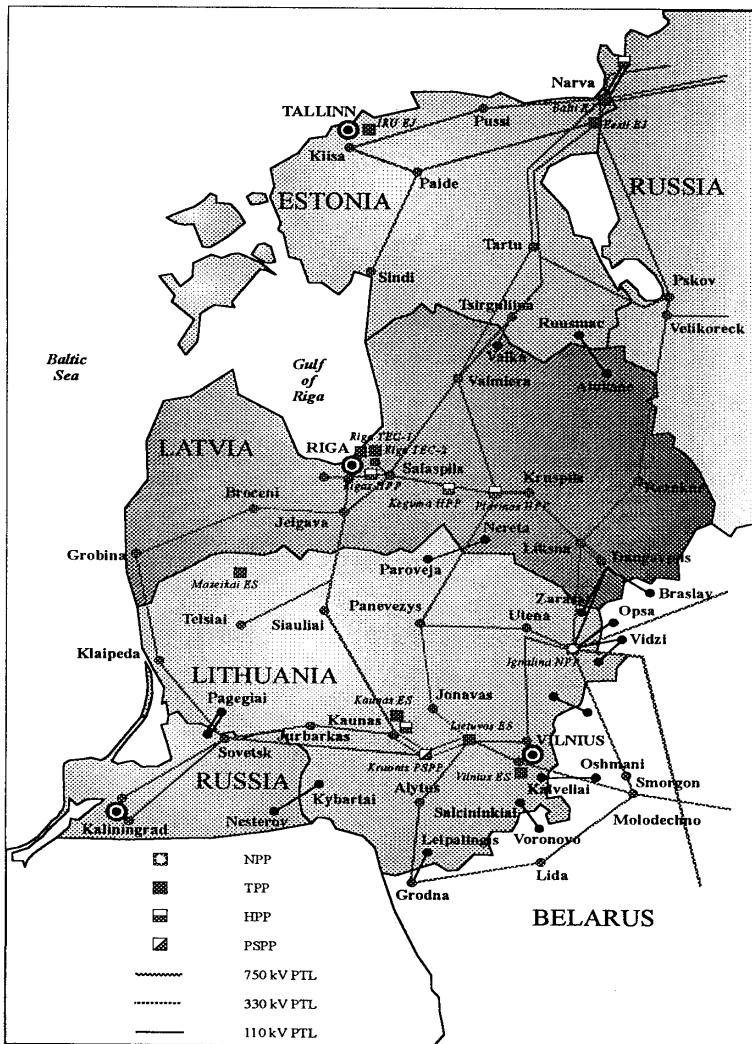 Narva
Balti EJ
TALLINN
IRU EJ
Pussi
Eesti EJ
Kiisa
Paide
ESTONIA
RUSSIA
Tartu
Sindi
Pskov
Tsirgulina
Ruusmae
Velikoreck
Baltic
Sea
Gulf
of
Riga
Valka
Valmiera
Aluksne
Riga TEC-1
LATVIA
RIGA
Riga TEC-2
Salaspils
Rigas HPP
Kruspils
Broceni
Kegums HPP
Plavinas HPP
Rezekne
Jelgava
Nereta
Grobina
Liksna
Paroveja
Daugavpils
Mazeikai ES
Zarasai
Braslav
Telsiai
Siauliai
Panevezys
Utena
Opsa
Klaipeda
Vidzi
LITHUANIA
Ignalina NPP
Pagegiai
Kaunas ES
Jonavas
Jurbarkas
Kaunas
Lietuvos ES
VILNIUS
Sovetsk
Kruonis PSPP
Oshmani
RUSSIA
Vilnius ES
Kalveliai
Smorgon
Kybartai
Alytus
Salcininkiai
Molodechno
Kaliningrad
Nesterov
Leipalingis
Voronovo
Grodna
Lida
BELARUS
NPP
TPP
HPP
PSPP
750 kV PTL
330 kV PTL
110 kV PTL